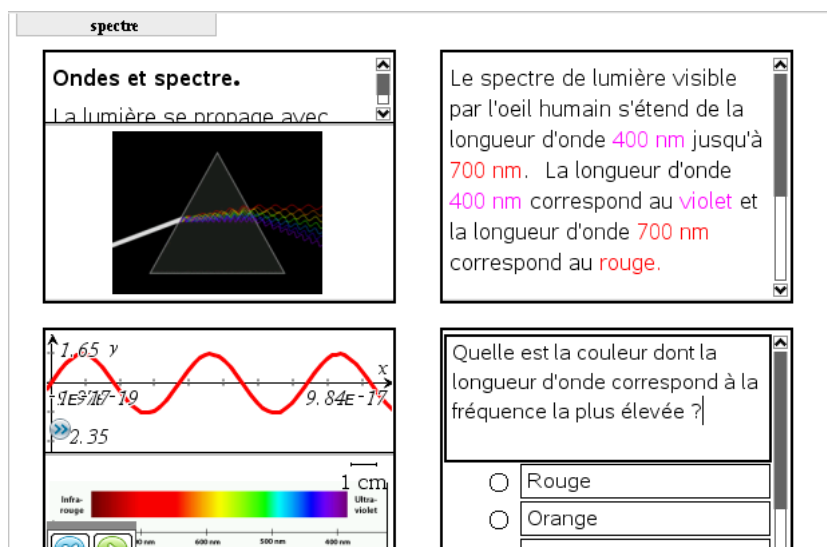 spectre
Ondes et spectre.
La lumière se propage avec
Le spectre de lumière visible
par l'oeil humain s'étend de la
longueur d'onde 400 nm jusqu'à
700 nm. La longueur d'onde
400 nm correspond au violet et
la longueur d'onde 700 nm
correspond au rouge.
1.65 y
x
9.84E-17
2.35
1 cm
Infra-
rouge
Ultra-
violet
600 nm
500 nm
400 nm
Quelle est la couleur dont la
longueur d'onde correspond à la
fréquence la plus élevée ?
Rouge
Orange